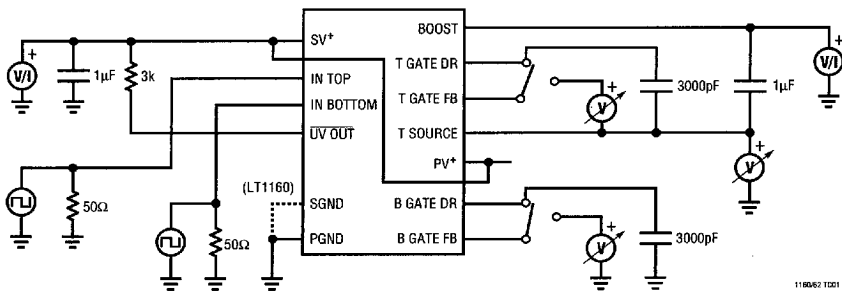 BOOST
+
SV+
+
V/I
1µF
3k
T GATE DR
V/I
IN TOP
+
3000pF
1µF
IN BOTTOM
T GATE FB
V
UV OUT
T SOURCE
+
PV+
V
(LT1160)
50Ω
SGND
B GATE DR
+
50Ω
PGND
B GATE FB
V
3000pF
1160/62 TC01